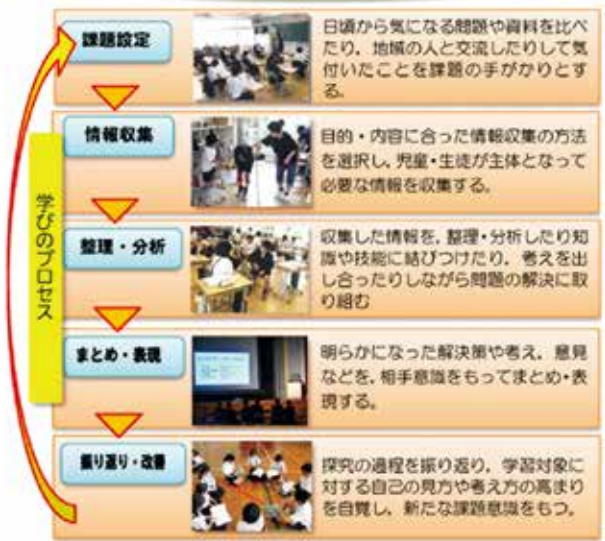 学びのプロセス
課題設定
日頃から気になる問題や資料を比べ
たり、地域の人と交流したりして気
付いたことを課題の手がかりとす
る。
情報収集
目的・内容に合った情報収集の方法
を選択し、児童・生徒が主体となって
必要な情報を収集する。
整理・分析
収集した情報を、整理・分析したり知
識や技能に結びつけたり、考えを出
し合ったりしながら問題の解決に取
り組む
まとめ・表現
明らかになった解決策や考え、意見
などを、相手意識をもってまとめ・表
現する。
振り返り・改善
探究の過程を振り返り、学習対象に
対する自己の見方や考え方の高まり
を自覚し、新たな課題意識をもつ。